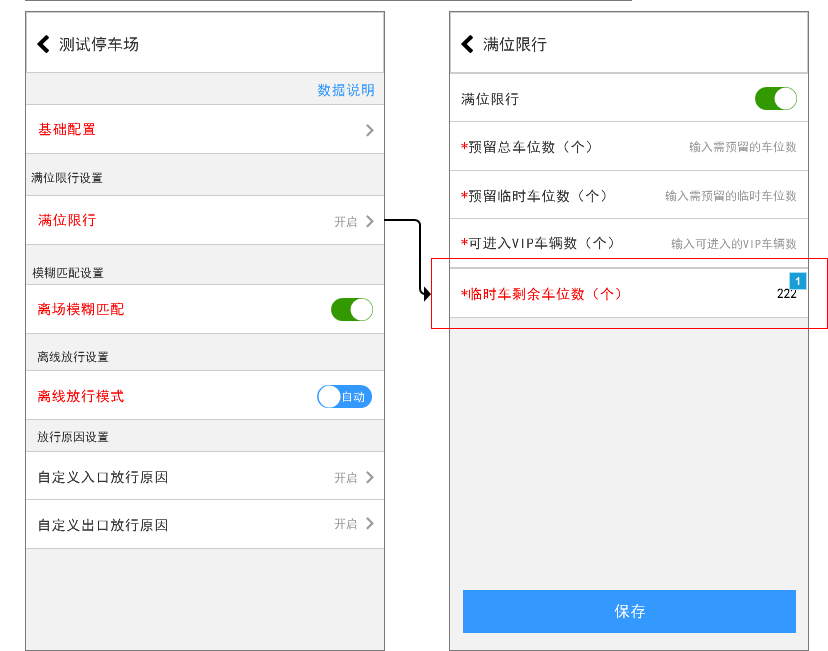 测试停车场
数据说明
基础配置
满位限行设置
满位限行
开启
模糊匹配设置
离场模糊匹配
离线放行设置
离线放行模式
自动
放行原因设置
自定义入口放行原因
开启
自定义出口放行原因
开启
满位限行
满位限行
*预留总车位数（个）
输入需预留的车位数
*预留临时车位数（个）
输入需预留的临时车位数
*可进入VIP车辆数（个）
输入可进入的VIP车辆数
1
*临时车剩余车位数（个）
222
保存